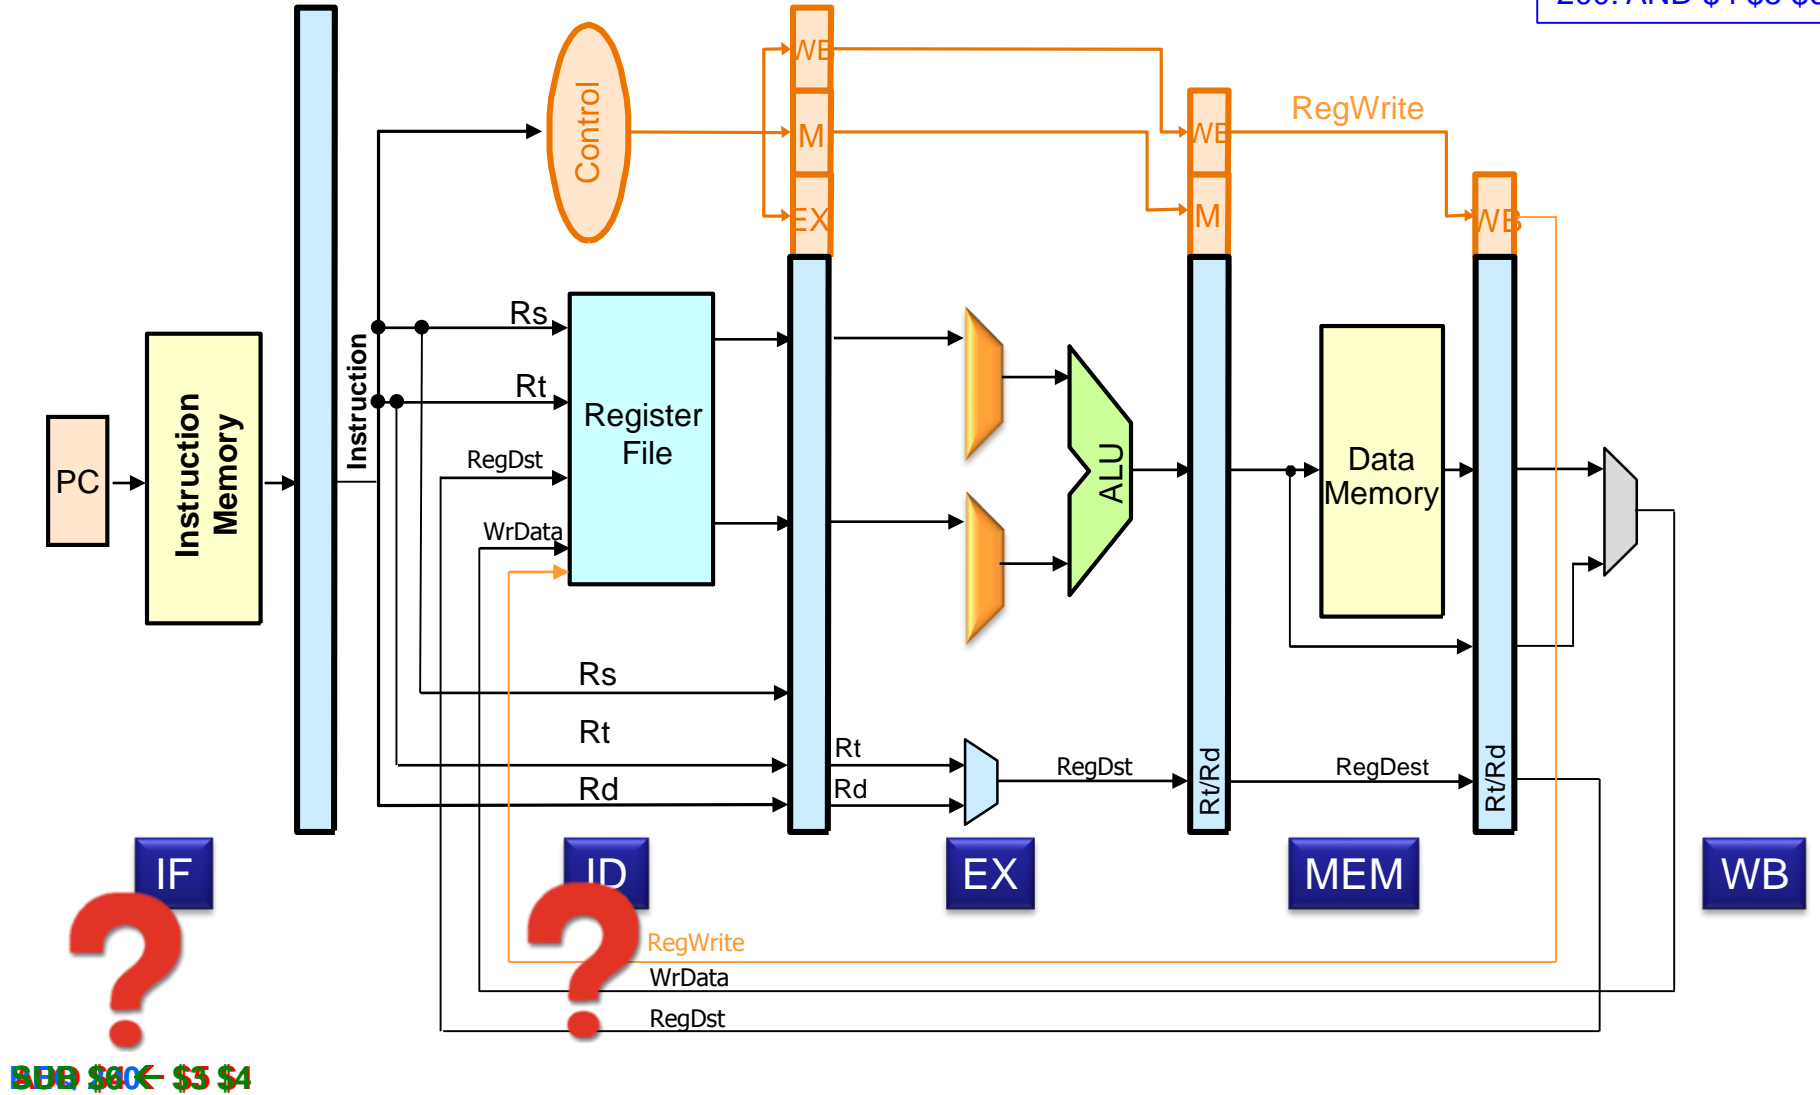 WB
Control
M
EX
RegWrite
WB
M
WB
Rs
Rt
Register
File
RegDst
WrData
PC
Instruction
Memory
Instruction
ALU
Data
Memory
Rs
Rt
Rd
Rt
Rd
RegDst
Rt/Rd
RegDest
Rt/Rd
IF
ID
EX
MEM
WB
RegWrite
WrData
RegDst